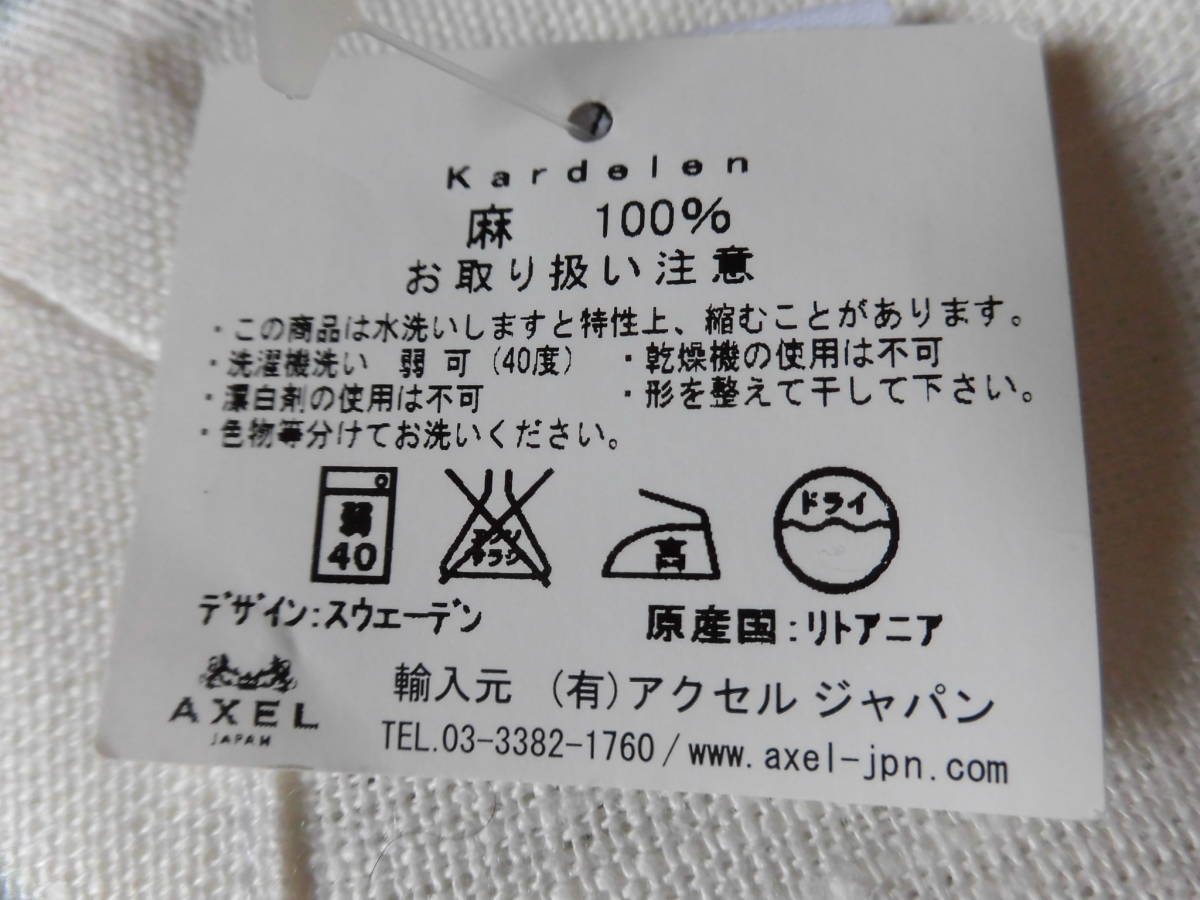 Kardelen
麻 100%
お取り扱い注意
・この商品は水洗いしますと特性上、縮むことがあります。
・洗濯機洗い 弱 可 (40度) ・乾燥機の使用は不可
・漂白剤の使用は不可 ・形を整えて干して下さい。
・色物等分けてお洗いください。
弱
40
エンソ
サラシ
高
ドライ
デザイン:スウェーデン 原産国:リトアニア
AXEL
JAPAN
輸入元 (有)アクセル ジャパン
TEL.03-3382-1760/www.axel-jpn.com